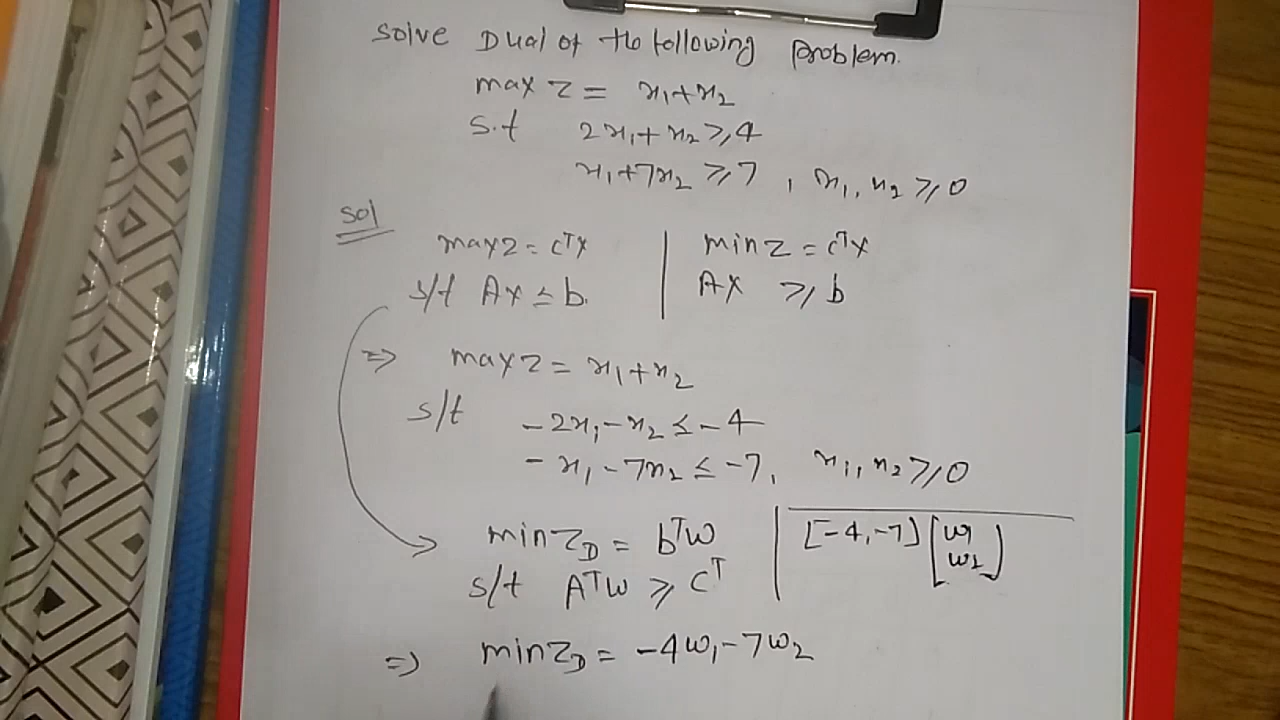 Solve Dual of the following Problem.
max Z = x₁+x₂
s.t 2x₁+x₂ ≥ 4
x₁+7x₂ ≥ 7 , x₁, x₂ ≥ 0
Sol
max Z = CᵀX | min Z = CᵀX
s/t AX ≤ b. | AX ≥ b
=> max Z = x₁+x₂
s/t -2x₁-x₂ ≤ -4
-x₁-7x₂ ≤ -7, x₁, x₂ ≥ 0
min Z_D = bᵀW | [-4,-7] [w₁ w₂]
s/t AᵀW ≥ Cᵀ
=> min Z_D = -4w₁-7w₂